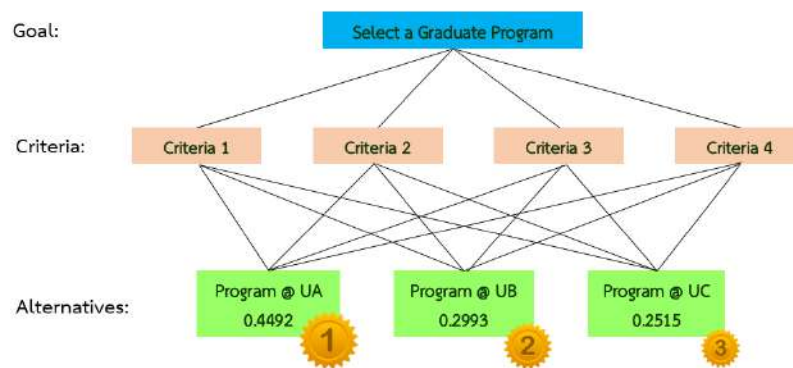 Goal:
Select a Graduate Program
Criteria:
Criteria 1
Criteria 2
Criteria 3
Criteria 4
Alternatives:
Program @ UA
0.4492
1
Program @ UB
0.2993
2
Program @ UC
0.2515
3